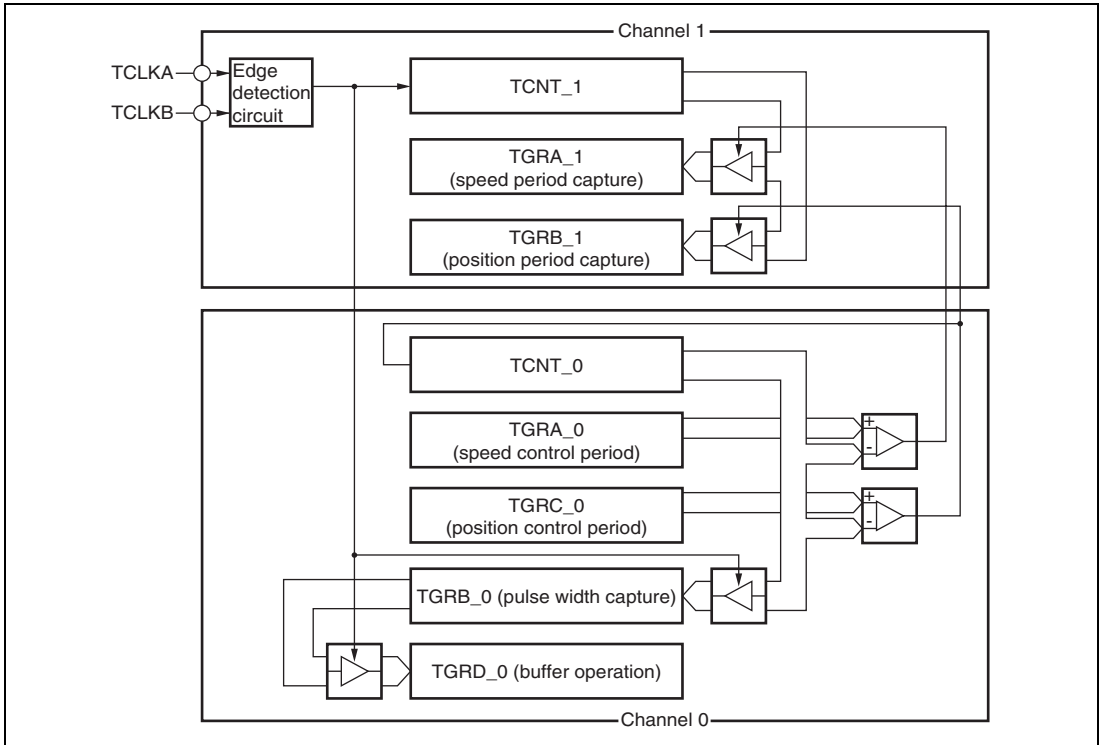 Channel 1
TCLKA
TCLKB
Edge
detection
circuit
TCNT_1
TGRA_1
(speed period capture)
TGRB_1
(position period capture)
TCNT_0
TGRA_0
(speed control period)
+
-
TGRC_0
(position control period)
+
-
TGRB_0 (pulse width capture)
TGRD_0 (buffer operation)
Channel 0